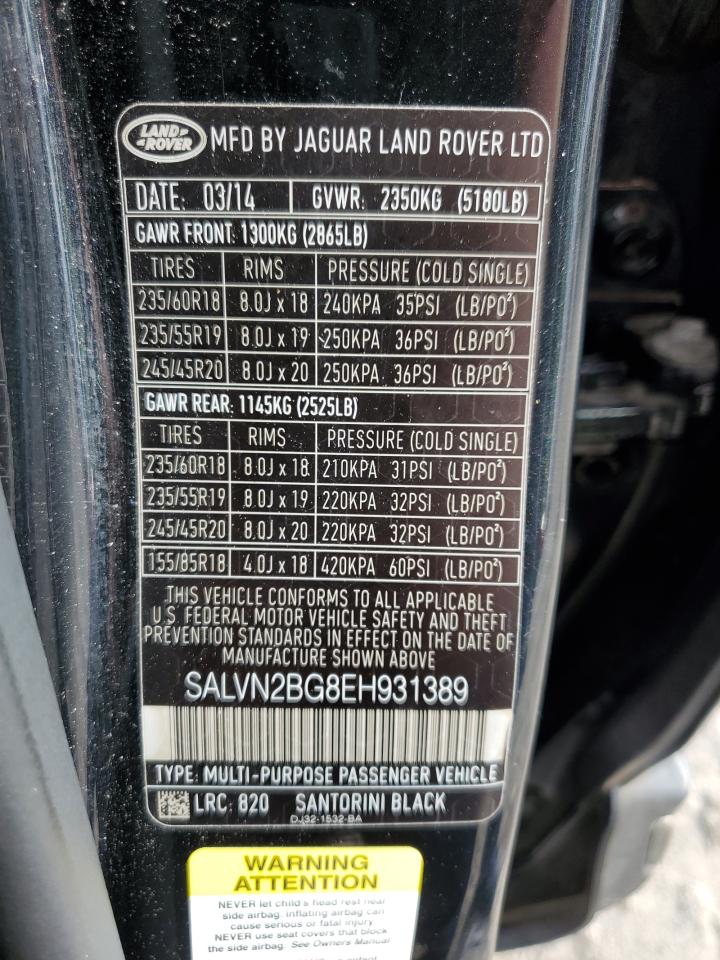 LAND ROVER MFD BY JAGUAR LAND ROVER LTD
DATE: 03/14 GVWR: 2350KG (5180LB)
GAWR FRONT: 1300KG (2865LB)
TIRES RIMS PRESSURE (COLD SINGLE)
235/60R18 8.0J x 18 240KPA 35PSI (LB/PO²)
235/55R19 8.0J x 19 250KPA 36PSI (LB/PO²)
245/45R20 8.0J x 20 250KPA 36PSI (LB/PO²)
GAWR REAR: 1145KG (2525LB)
TIRES RIMS PRESSURE (COLD SINGLE)
235/60R18 8.0J x 18 210KPA 31PSI (LB/PO²)
235/55R19 8.0J x 19 220KPA 32PSI (LB/PO²)
245/45R20 8.0J x 20 220KPA 32PSI (LB/PO²)
155/85R18 4.0J x 18 420KPA 60PSI (LB/PO²)
THIS VEHICLE CONFORMS TO ALL APPLICABLE
U.S. FEDERAL MOTOR VEHICLE SAFETY AND THEFT
PREVENTION STANDARDS IN EFFECT ON THE DATE OF
MANUFACTURE SHOWN ABOVE
SALVN2BG8EH931389
TYPE: MULTI-PURPOSE PASSENGER VEHICLE
LRC: 820 SANTORINI BLACK
DJ32-1532-BA
WARNING
ATTENTION
NEVER let child's head rest near
side airbag, inflating airbag can
cause serious or fatal injury
NEVER use seat covers that block
the side airbag. See Owners Manual